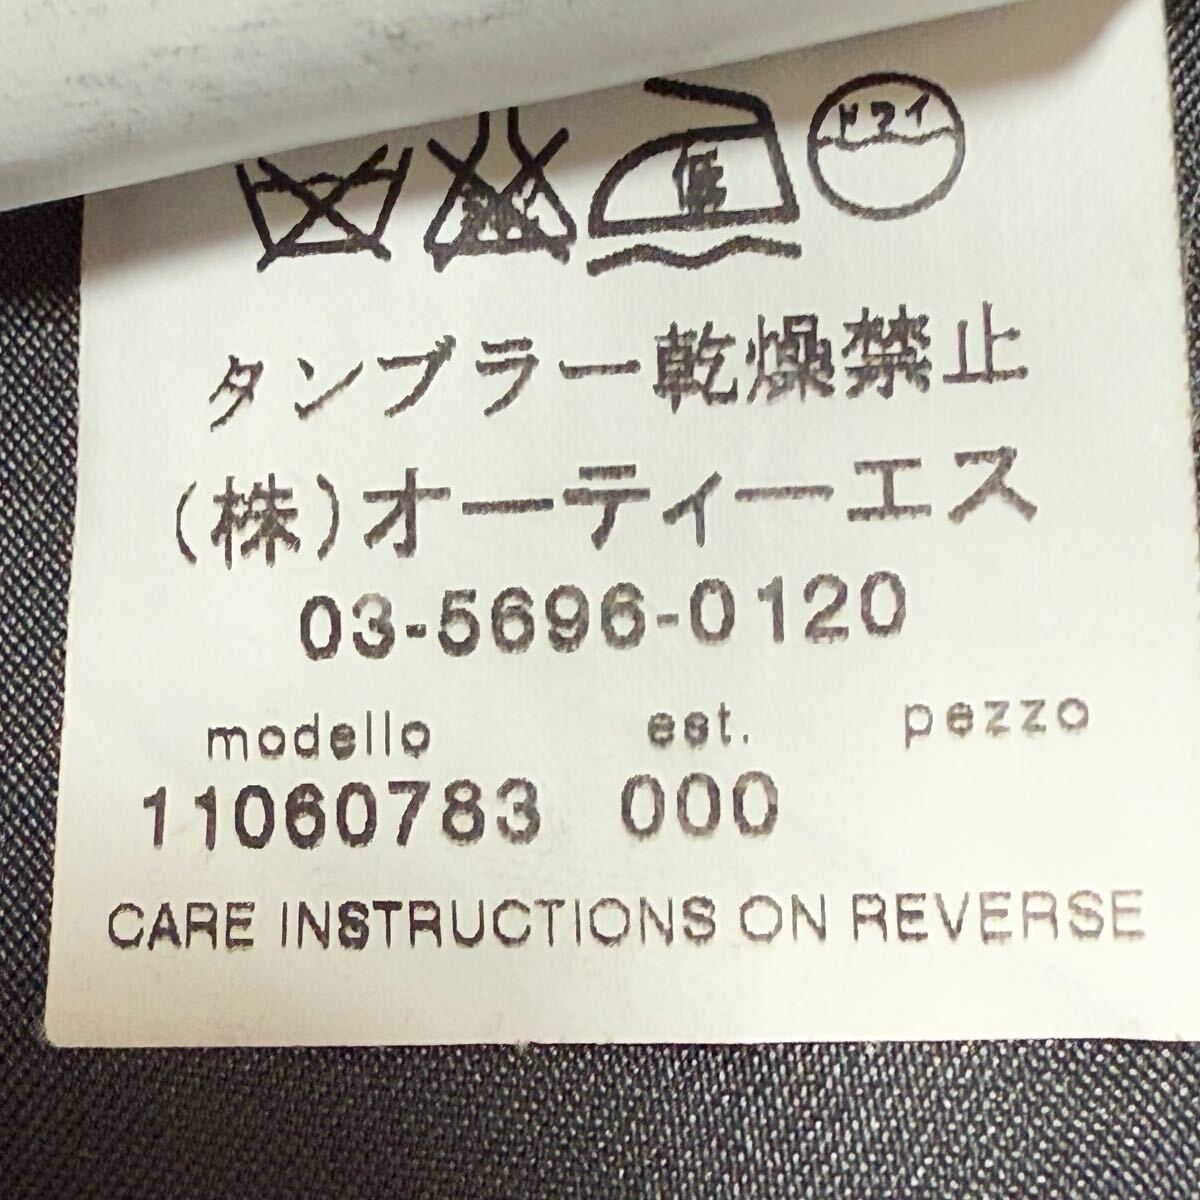 低 ドライ
タンブラー乾燥禁止
(株)オーティーエス
03-5696-0120
modello est. pezzo
11060783 000
CARE INSTRUCTIONS ON REVERSE